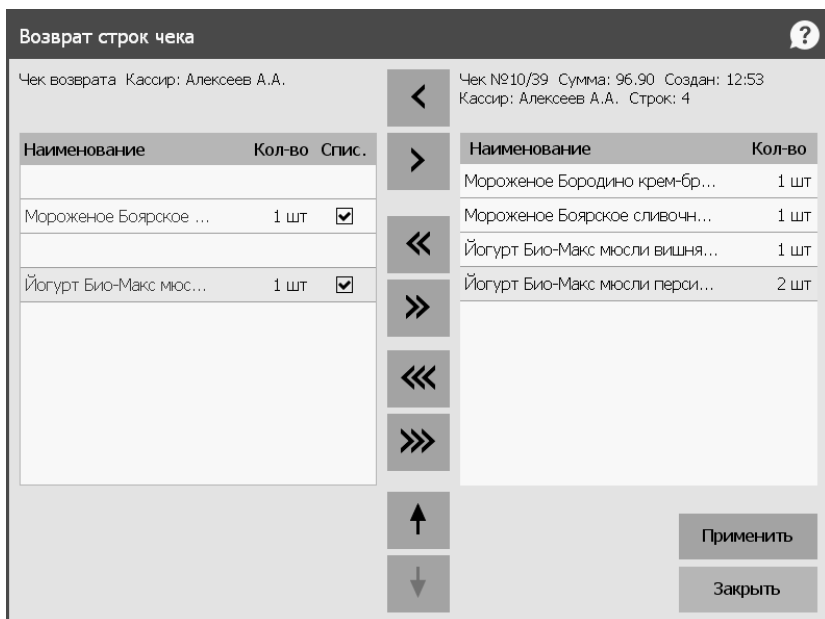 Возврат строк чека
?
Чек возврата Кассир: Алексеев А.А.
Чек №10/39 Сумма: 96.90 Создан: 12:53
Кассир: Алексеев А.А. Строк: 4
Наименование Кол-во Спис.
Мороженое Боярское ... 1 шт
Йогурт Био-Макс мюс... 1 шт
Наименование Кол-во
Мороженое Бородино крем-бр... 1 шт
Мороженое Боярское сливочн... 1 шт
Йогурт Био-Макс мюсли вишня... 1 шт
Йогурт Био-Макс мюсли перси... 2 шт
Применить
Закрыть